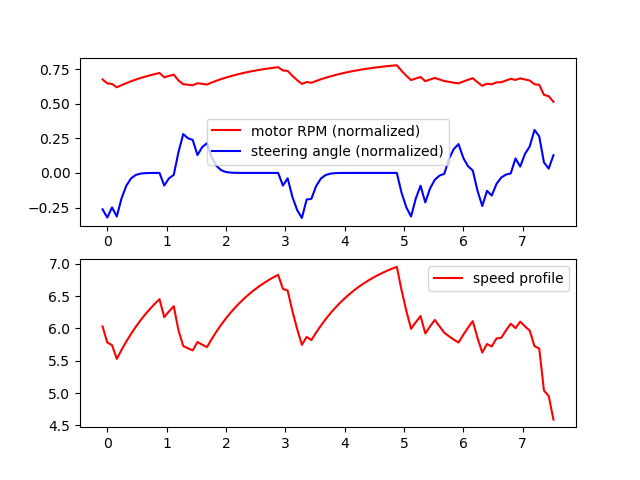 0.75
0.50
0.25
0.00
−0.25
motor RPM (normalized)
steering angle (normalized)
0 1 2 3 4 5 6 7
7.0
6.5
6.0
5.5
5.0
4.5
speed profile
0 1 2 3 4 5 6 7